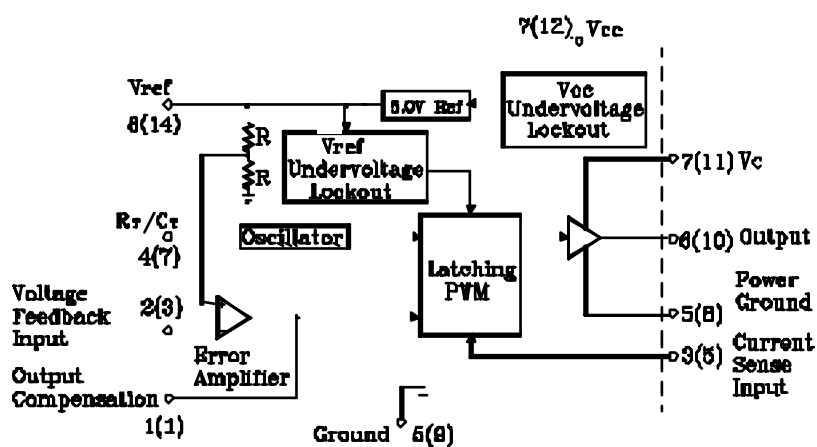 7(12) Vcc
Vref
8(14)
5.0V Ref
Vcc
Undervoltage
Lockout
R
R
Vref
Undervoltage
Lockout
7(11) Vc
RT/CT
4(7)
Oscillator
Latching
PWM
6(10) Output
Voltage
Feedback
Input
2(3)
Power
Ground
5(8)
Error
Amplifier
3(5)
Current
Sense
Input
Output
Compensation
1(1)
Ground
5(9)